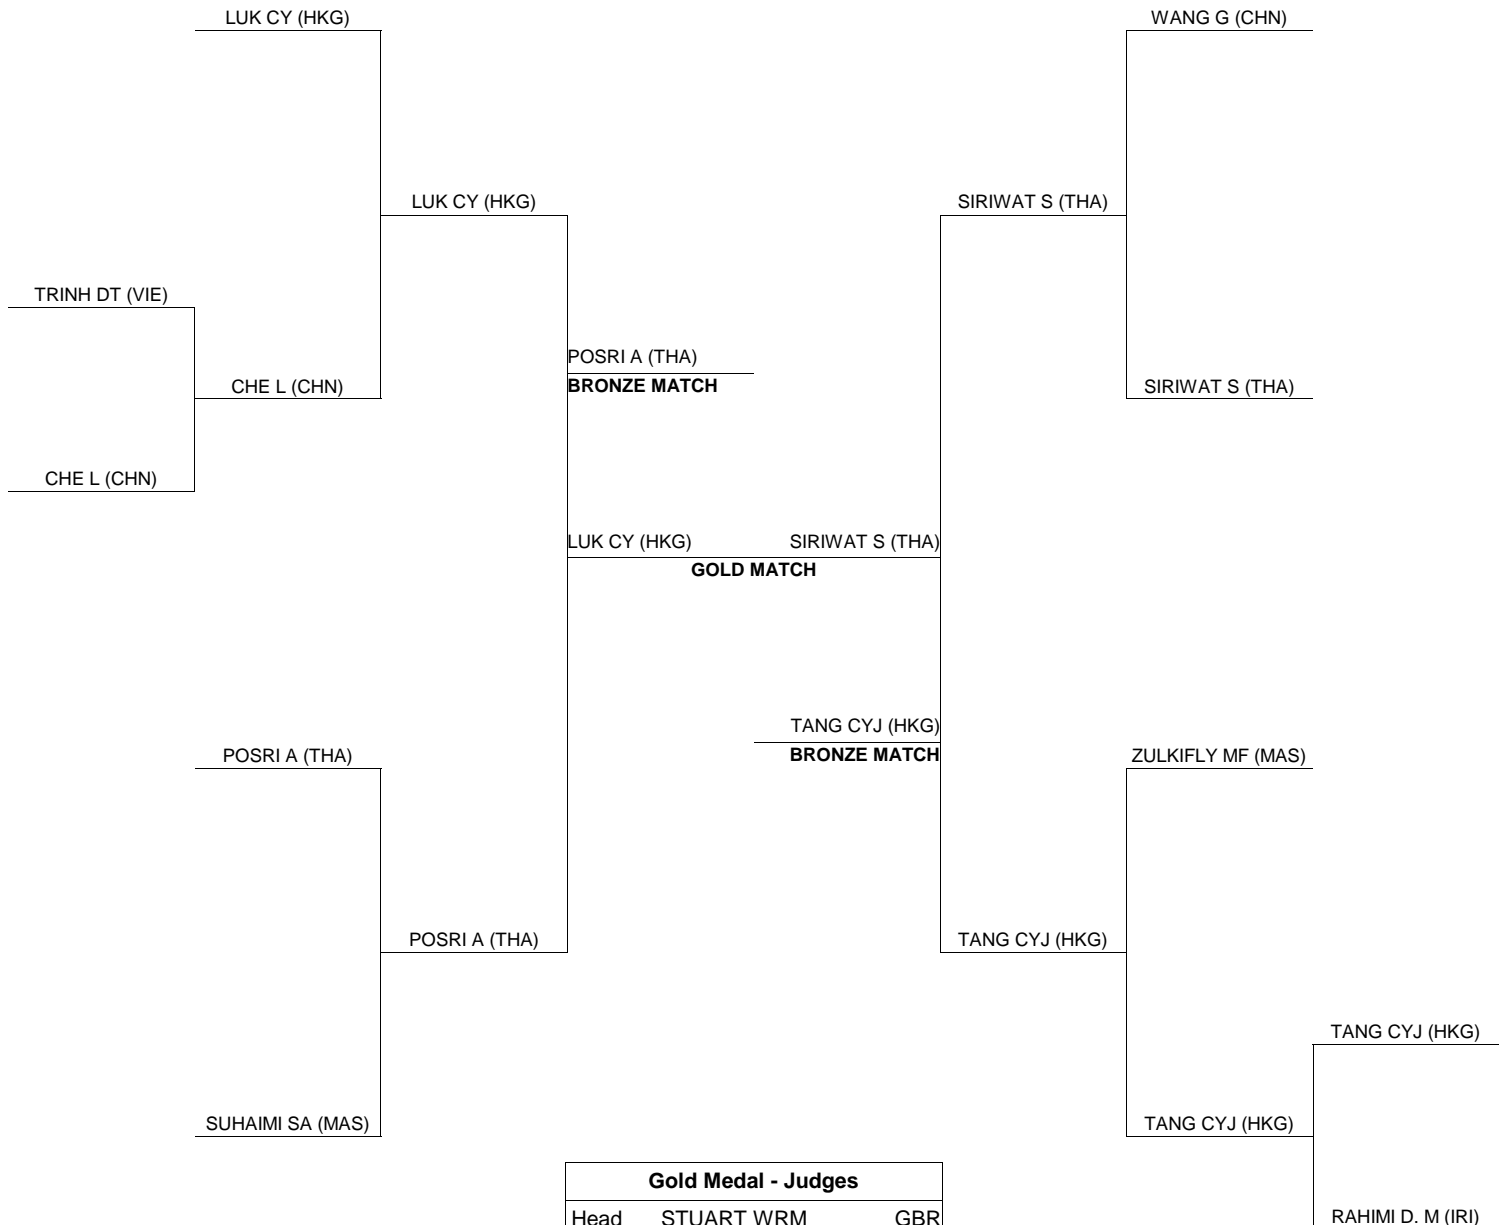 LUK CY (HKG)
WANG G (CHN)
LUK CY (HKG)
SIRIWAT S (THA)
TRINH DT (VIE)
POSRI A (THA)
BRONZE MATCH
CHE L (CHN)
SIRIWAT S (THA)
CHE L (CHN)
LUK CY (HKG)
SIRIWAT S (THA)
GOLD MATCH
TANG CYJ (HKG)
BRONZE MATCH
POSRI A (THA)
ZULKIFLY MF (MAS)
POSRI A (THA)
TANG CYJ (HKG)
TANG CYJ (HKG)
SUHAIMI SA (MAS)
TANG CYJ (HKG)
Gold Medal - Judges
Head STUART WRM GBR
RAHIMI D. M (IRI)